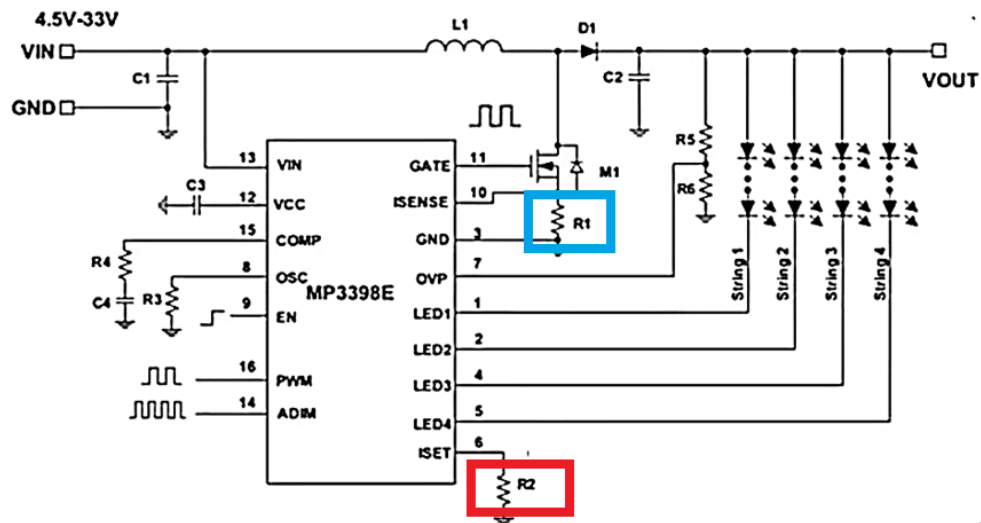 4.5V-33V
VIN
L1
D1
C1
C2
VOUT
GND
R5
R6
13
VIN
GATE
11
M1
C3
12
VCC
ISENSE
10
R1
15
COMP
GND
3
R4
8
OSC
OVP
7
C4
R3
MP3398E
9
EN
LED1
1
LED2
2
16
PWM
LED3
4
14
ADIM
LED4
5
ISET
6
R2
String 1
String 2
String 3
String 4